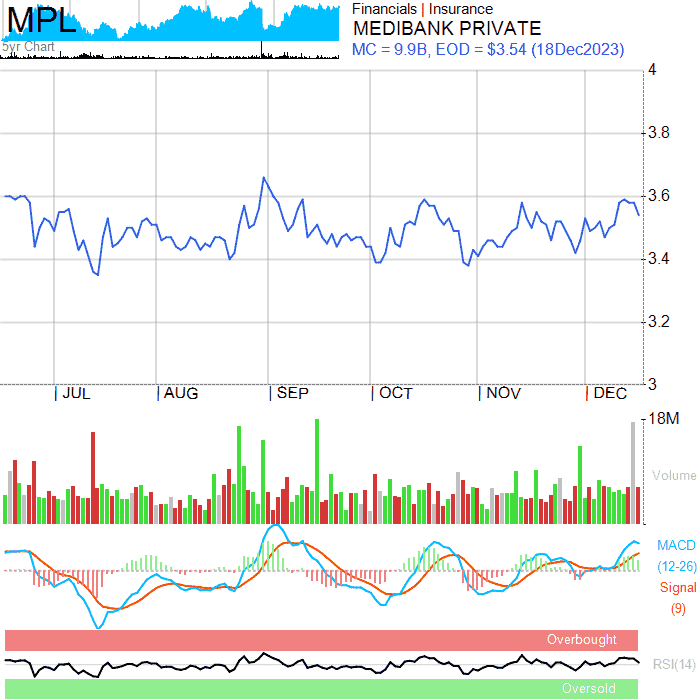 MPL
5yr Chart
Financials | Insurance
MEDIBANK PRIVATE
MC = 9.9B, EOD = $3.54 (18Dec2023)
4
3.8
3.6
3.4
3.2
3
JUL
AUG
SEP
OCT
NOV
DEC
18M
Volume
MACD
(12-26)
Signal
(9)
Overbought
RSI(14)
Oversold